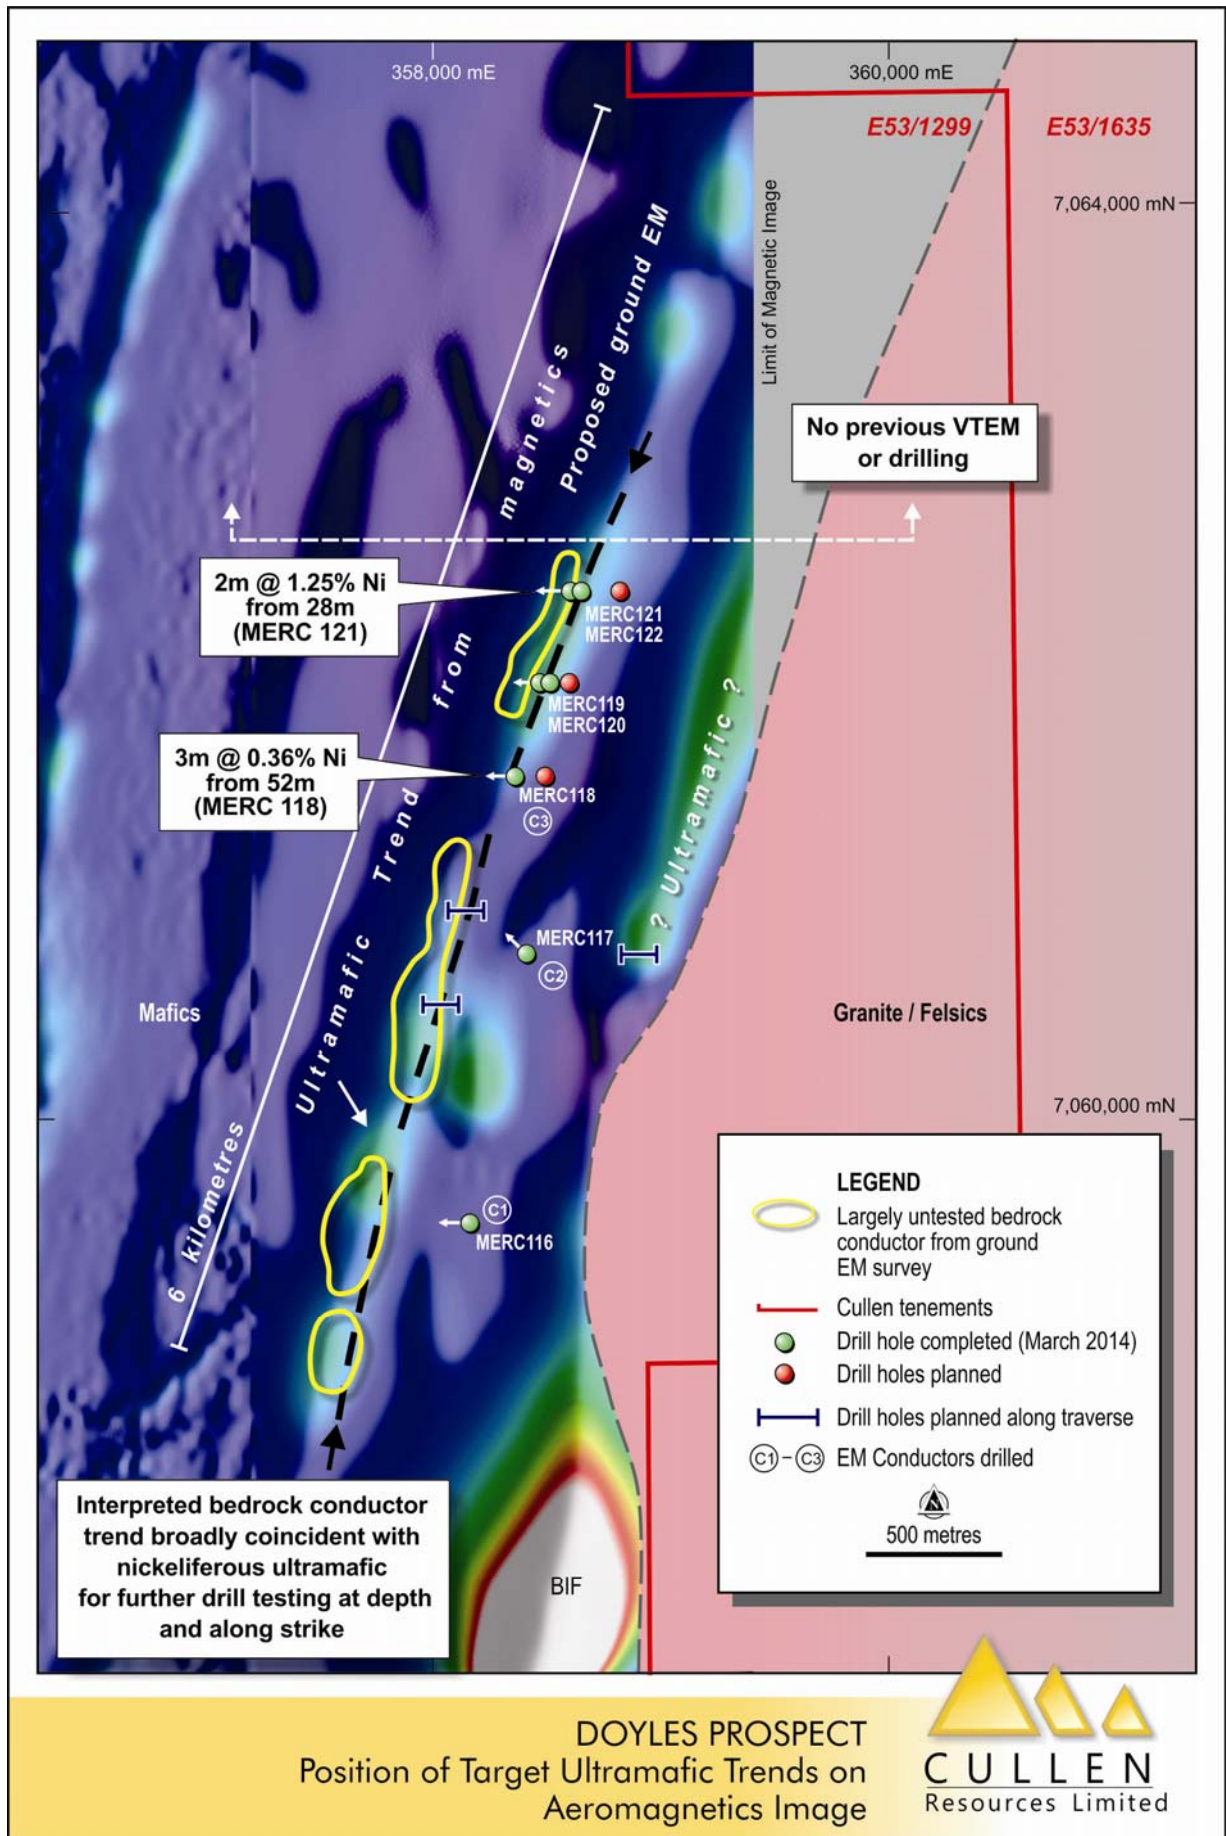 358,000 mE
360,000 mE
E53/1299
E53/1635
7,064,000 mN
Limit of Magnetic Image
Proposed ground EM
No previous VTEM
or drilling
6 kilometres
Ultramafic Trend from magnetics
2m @ 1.25% Ni
from 28m
(MERC 121)
MERC121
MERC122
MERC119
MERC120
3m @ 0.36% Ni
from 52m
(MERC 118)
MERC118
C3
? Ultramafic ?
MERC117
C2
Mafics
Granite / Felsics
7,060,000 mN
C1
MERC116
LEGEND
Largely untested bedrock
conductor from ground
EM survey
Cullen tenements
Drill hole completed (March 2014)
Drill holes planned
Drill holes planned along traverse
C1 – C3 EM Conductors drilled
N
500 metres
Interpreted bedrock conductor
trend broadly coincident with
nickeliferous ultramafic
for further drill testing at depth
and along strike
BIF
DOYLES PROSPECT
Position of Target Ultramafic Trends on
Aeromagnetics Image
CULLEN
Resources Limited